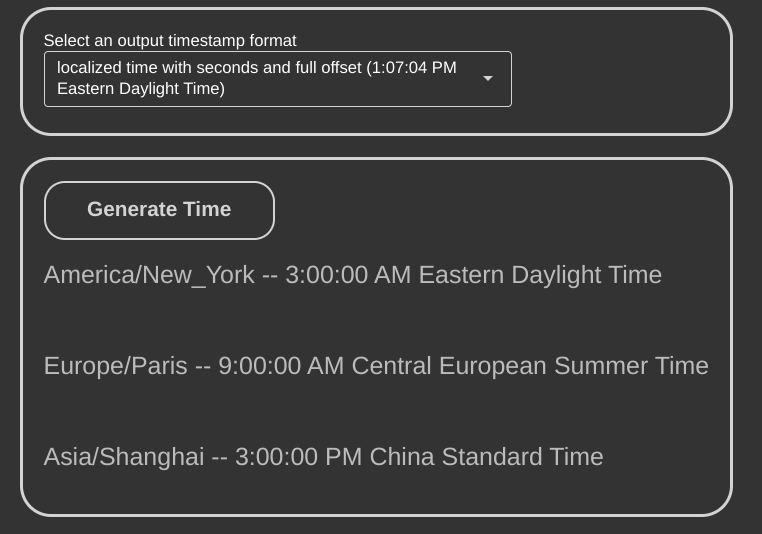 Select an output timestamp format
localized time with seconds and full offset (1:07:04 PM
Eastern Daylight Time)
Generate Time
America/New_York -- 3:00:00 AM Eastern Daylight Time
Europe/Paris -- 9:00:00 AM Central European Summer Time
Asia/Shanghai -- 3:00:00 PM China Standard Time